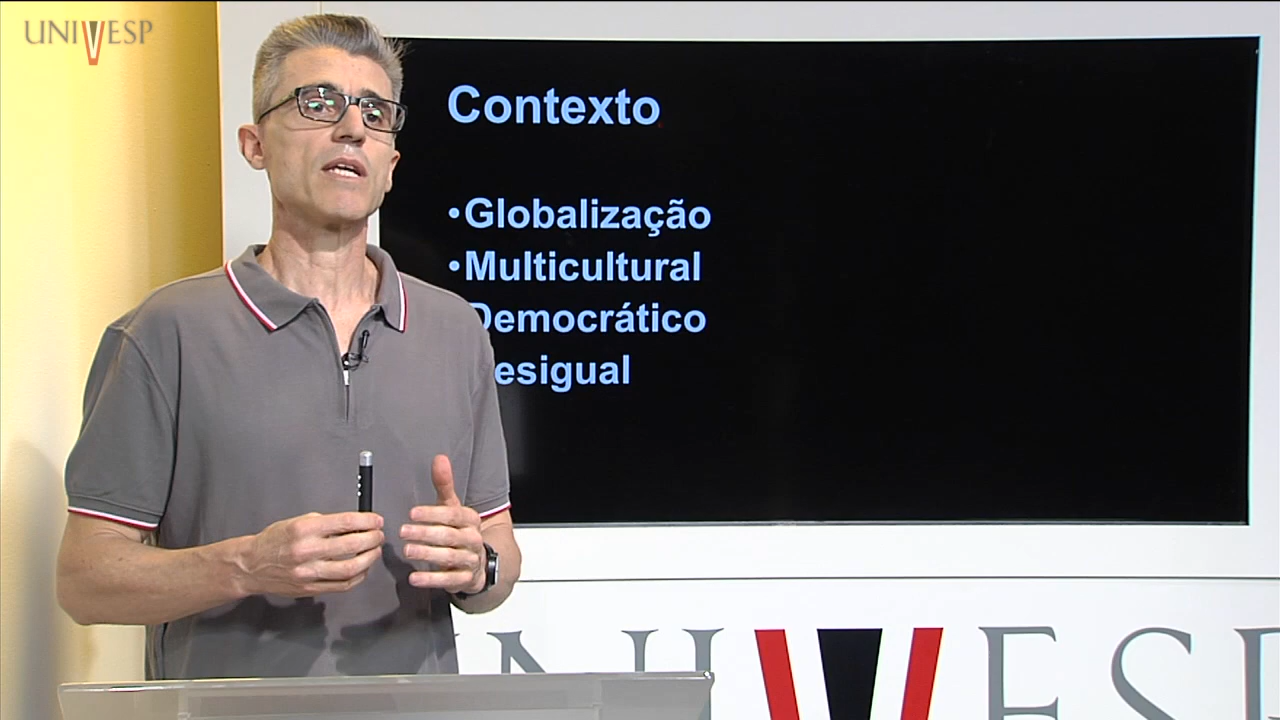 UNIVESP
Contexto
•Globalização
•Multicultural
Democrático
esigual
UNIVESP